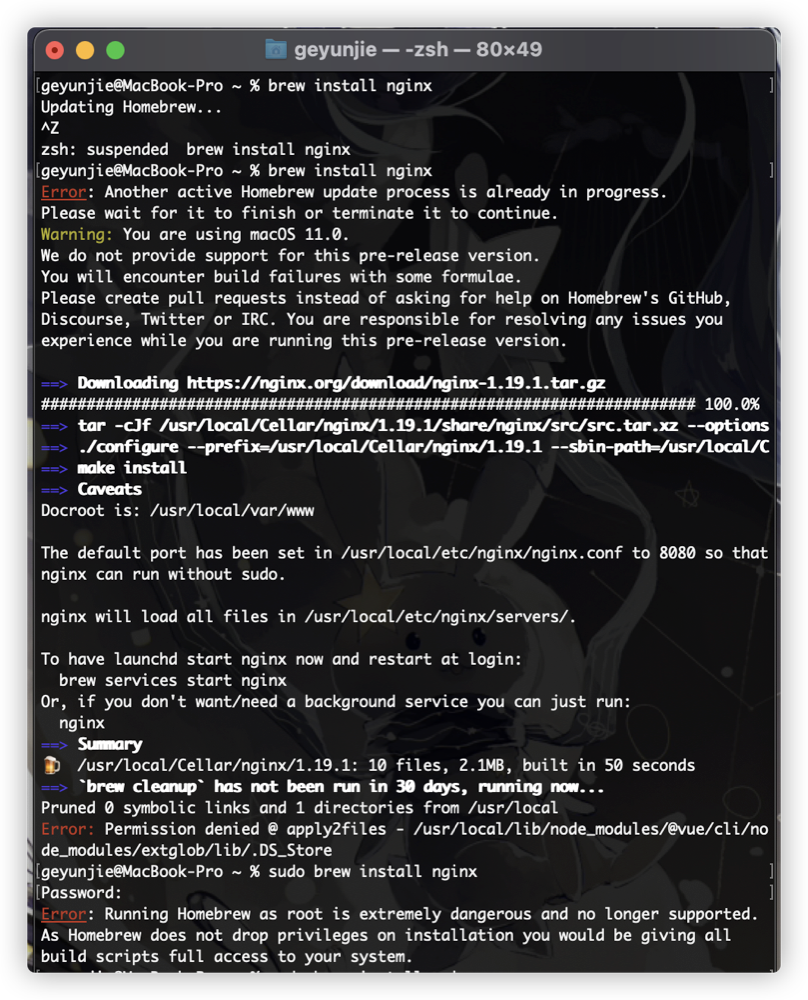 geyunjie — -zsh — 80×49
[geyunjie@MacBook-Pro ~ % brew install nginx ]
Updating Homebrew...
^Z
zsh: suspended  brew install nginx
[geyunjie@MacBook-Pro ~ % brew install nginx ]
Error: Another active Homebrew update process is already in progress.
Please wait for it to finish or terminate it to continue.
Warning: You are using macOS 11.0.
We do not provide support for this pre-release version.
You will encounter build failures with some formulae.
Please create pull requests instead of asking for help on Homebrew's GitHub,
Discourse, Twitter or IRC. You are responsible for resolving any issues you
experience while you are running this pre-release version.
==> Downloading https://nginx.org/download/nginx-1.19.1.tar.gz
######################################################################## 100.0%
==> tar -cJf /usr/local/Cellar/nginx/1.19.1/share/nginx/src/src.tar.xz --options
==> ./configure --prefix=/usr/local/Cellar/nginx/1.19.1 --sbin-path=/usr/local/C
==> make install
==> Caveats
Docroot is: /usr/local/var/www
The default port has been set in /usr/local/etc/nginx/nginx.conf to 8080 so that
nginx can run without sudo.
nginx will load all files in /usr/local/etc/nginx/servers/.
To have launchd start nginx now and restart at login:
  brew services start nginx
Or, if you don't want/need a background service you can just run:
  nginx
==> Summary
🍺  /usr/local/Cellar/nginx/1.19.1: 10 files, 2.1MB, built in 50 seconds
==> `brew cleanup` has not been run in 30 days, running now...
Pruned 0 symbolic links and 1 directories from /usr/local
Error: Permission denied @ apply2files - /usr/local/lib/node_modules/@vue/cli/no
de_modules/extglob/lib/.DS_Store
[geyunjie@MacBook-Pro ~ % sudo brew install nginx ]
[Password: ]
Error: Running Homebrew as root is extremely dangerous and no longer supported.
As Homebrew does not drop privileges on installation you would be giving all
build scripts full access to your system.